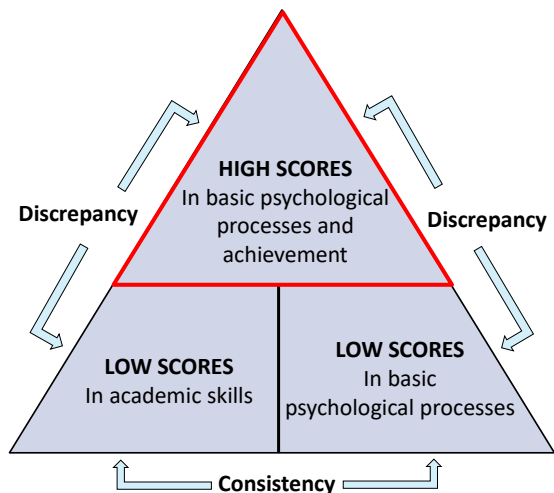 HIGH SCORES
In basic psychological
processes and
achievement
Discrepancy
Discrepancy
LOW SCORES
In academic skills
LOW SCORES
In basic
psychological processes
Consistency